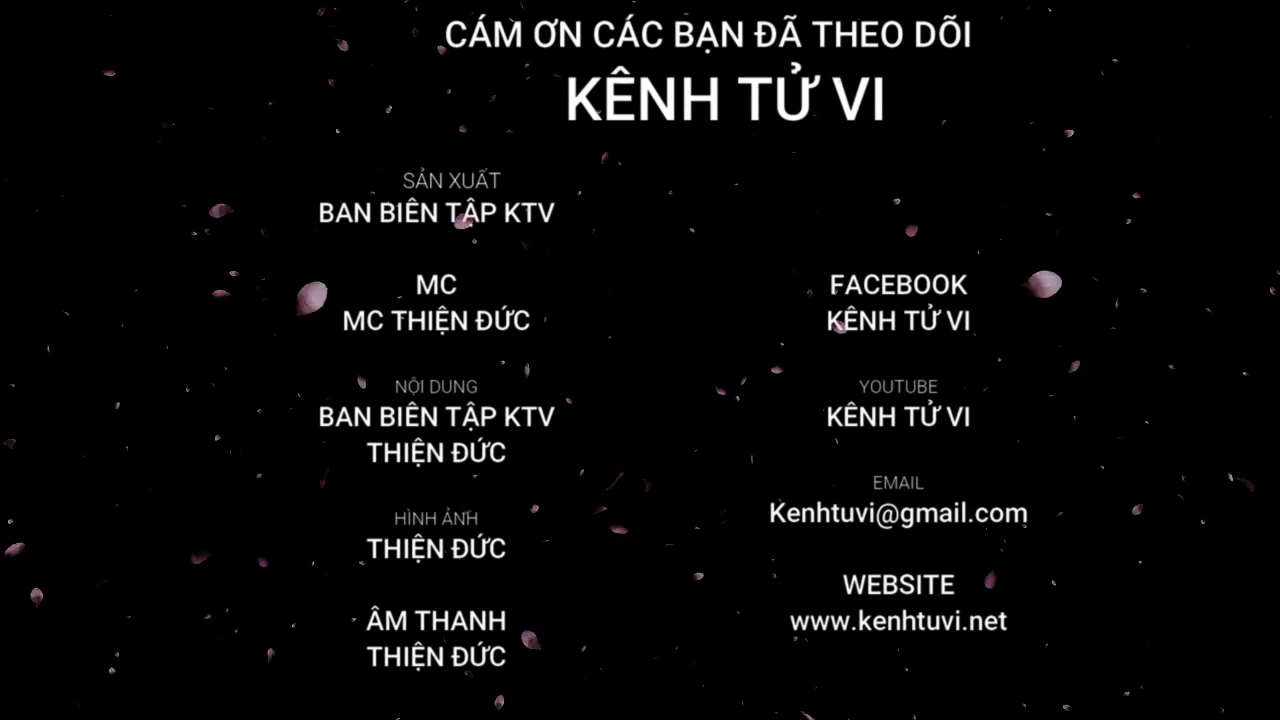 CÁM ƠN CÁC BẠN ĐÃ THEO DÕI
KÊNH TỬ VI
SẢN XUẤT
BAN BIÊN TẬP KTV
MC
MC THIỆN ĐỨC
NỘI DUNG
BAN BIÊN TẬP KTV
THIỆN ĐỨC
HÌNH ẢNH
THIỆN ĐỨC
ÂM THANH
THIỆN ĐỨC
FACEBOOK
KÊNH TỬ VI
YOUTUBE
KÊNH TỬ VI
EMAIL
Kenhtuvi@gmail.com
WEBSITE
www.kenhtuvi.net